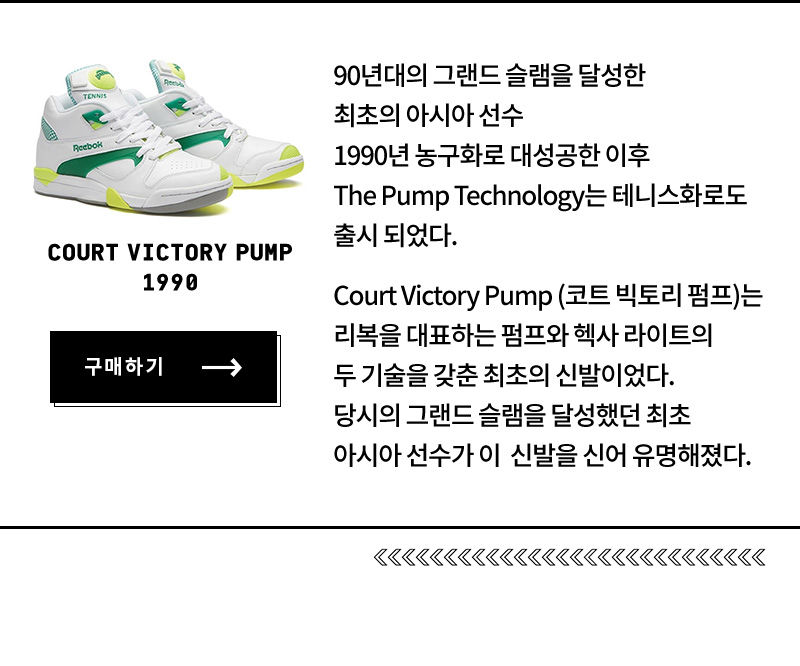 TENNIS
Reebok
Reebok
COURT VICTORY PUMP
1990
구매하기
90년대의 그랜드 슬램을 달성한
최초의 아시아 선수
1990년 농구화로 대성공한 이후
The Pump Technology는 테니스화로도
출시 되었다.
Court Victory Pump (코트 빅토리 펌프)는
리복을 대표하는 펌프와 헥사 라이트의
두 기술을 갖춘 최초의 신발이었다.
당시의 그랜드 슬램을 달성했던 최초
아시아 선수가 이 신발을 신어 유명해졌다.